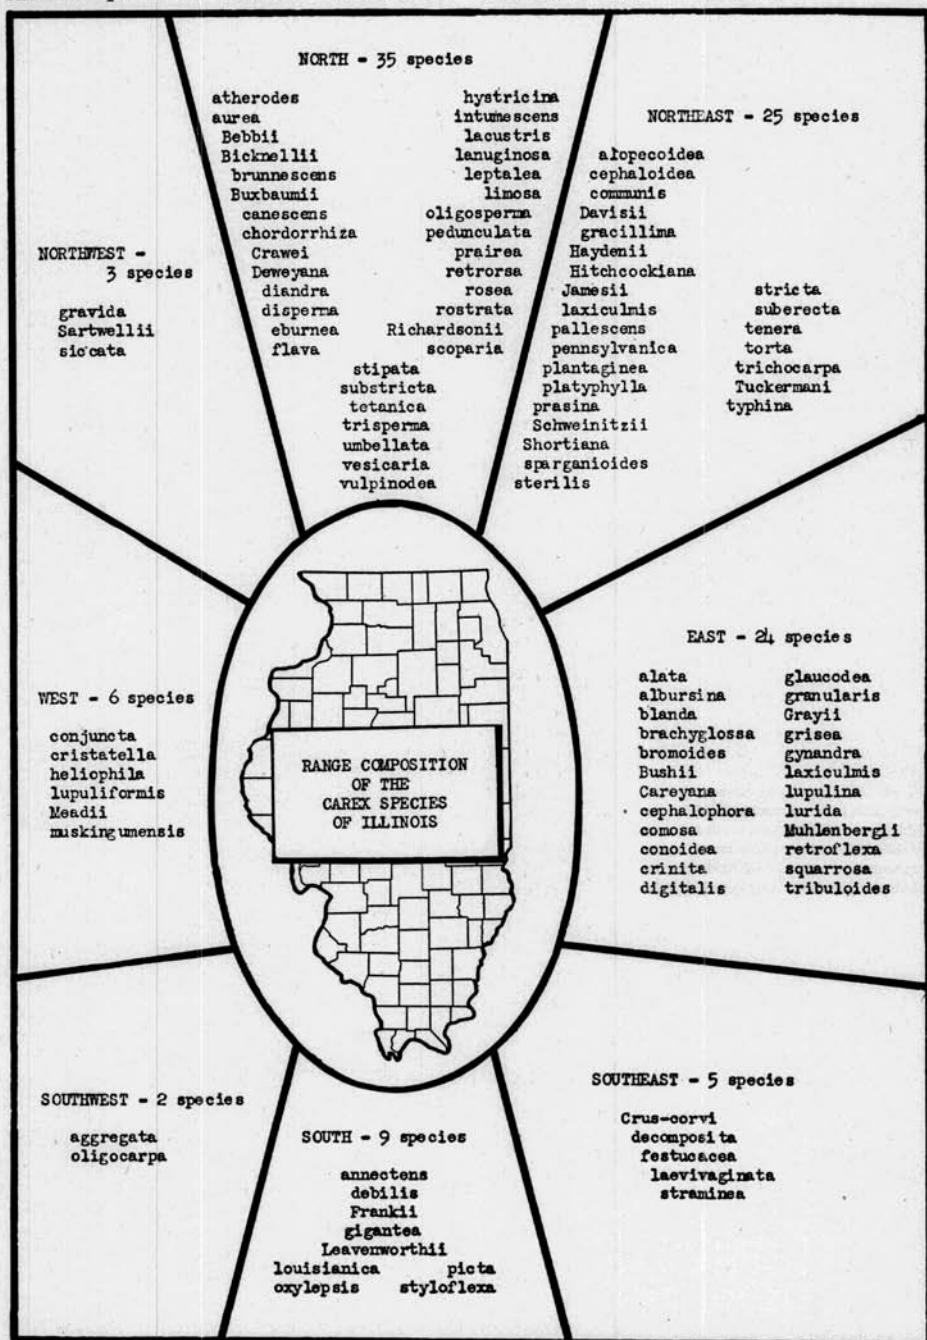 NORTH - 35 species
atherodes
aurea
Bebbii
Bicknellii
brunnescens
Buxbaumii
canescens
chordorrhiza
Crawei
Deweyana
diandra
disperma
eburnea
flava
hystricina
intumescens
lacustris
lanuginosa
leptalea
limosa
oligosperma
pedunculata
prairea
retrorsa
rosea
rostrata
Richardsonii
scoparia
stipata
substricta
tetanica
trisperma
umbellata
vesicaria
vulpinodea
NORTHEAST - 25 species
alopecoidea
cephaloidea
communis
Davisii
gracillima
Haydenii
Hitchcockiana
Jamesii
laxiculmis
pallescens
pennsylvanica
plantaginea
platyphylla
prasina
Schweinitzii
Shortiana
sparganioides
sterilis
stricta
suberecta
tenera
torta
trichocarpa
Tuckermani
typhina
NORTHWEST -
3 species
gravida
Sartwellii
siccata
WEST - 6 species
conjuncta
cristatella
heliophila
lupuliformis
Meadii
muskingumensis
RANGE COMPOSITION
OF THE
CAREX SPECIES
OF ILLINOIS
EAST - 24 species
alata
albursina
blanda
brachyglossa
bromoides
Bushii
Careyana
cephalophora
comosa
conoidea
crinita
digitalis
glaucodea
granularis
Grayii
grisea
gynandra
laxiculmis
lupulina
lurida
Muhlenbergii
retroflexa
squarrosa
tribuloides
SOUTHWEST - 2 species
aggregata
oligocarpa
SOUTH - 9 species
annectens
debilis
Frankii
gigantea
Leavenworthii
louisianica picta
oxylepsis styloflexa
SOUTHEAST - 5 species
Crus-corvi
decomposita
festucacea
laevivaginata
straminea